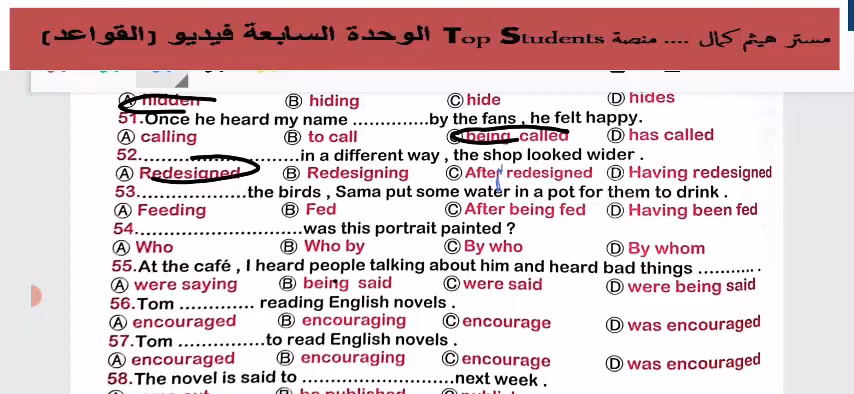 مستر هيثم كمال .... منصة Top Students الوحدة السابعة فيديو (القواعد)
A hidden B hiding C hide D hides
51.Once he heard my name ..............by the fans , he felt happy.
A calling B to call C being called D has called
52..............................in a different way , the shop looked wider .
A Redesigned B Redesigning C After redesigned D Having redesigned
53....................the birds , Sama put some water in a pot for them to drink .
A Feeding B Fed C After being fed D Having been fed
54...............................was this portrait painted ?
A Who B Who by C By who D By whom
55.At the café , I heard people talking about him and heard bad things ............ .
A were saying B being said C were said D were being said
56.Tom ............. reading English novels .
A encouraged B encouraging C encourage D was encouraged
57.Tom ...............to read English novels .
A encouraged B encouraging C encourage D was encouraged
58.The novel is said to ...........................next week .